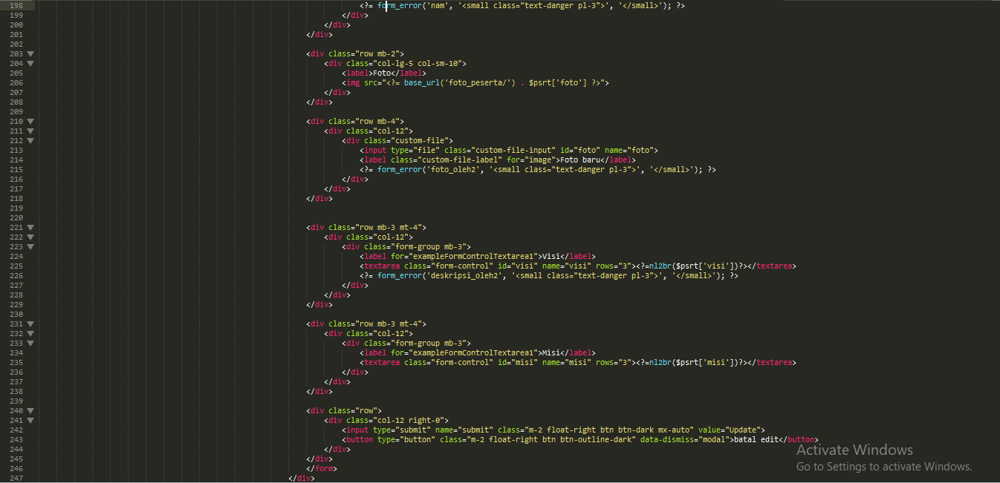 198 <?= form_error('nam', '<small class="text-danger pl-3">', '</small>'); ?>
199 </div>
200 </div>
201 </div>
202
203 <div class="row mb-2">
204 <div class="col-lg-5 col-sm-10">
205 <label>Foto</label>
206 <img src="<?= base_url('foto_peserta/') . $psrt['foto'] ?>">
207 </div>
208 </div>
209
210 <div class="row mb-4">
211 <div class="col-12">
212 <div class="custom-file">
213 <input type="file" class="custom-file-input" id="foto" name="foto">
214 <label class="custom-file-label" for="image">Foto baru</label>
215 <?= form_error('foto_oleh2', '<small class="text-danger pl-3">', '</small>'); ?>
216 </div>
217 </div>
218 </div>
219
220
221 <div class="row mb-3 mt-4">
222 <div class="col-12">
223 <div class="form-group mb-3">
224 <label for="exampleFormControlTextarea1">Visi</label>
225 <textarea class="form-control" id="visi" name="visi" rows="3"><?=nl2br($psrt['visi'])?></textarea>
226 <?= form_error('deskripsi_oleh2', '<small class="text-danger pl-3">', '</small>'); ?>
227 </div>
228 </div>
229 </div>
230
231 <div class="row mb-3 mt-4">
232 <div class="col-12">
233 <div class="form-group mb-3">
234 <label for="exampleFormControlTextarea1">Misi</label>
235 <textarea class="form-control" id="misi" name="misi" rows="3"><?=nl2br($psrt['misi'])?></textarea>
236 </div>
237 </div>
238 </div>
239
240 <div class="row">
241 <div class="col-12 right-0">
242 <input type="submit" name="submit" class="m-2 float-right btn btn-dark mx-auto" value="Update">
243 <button type="button" class="m-2 float-right btn btn-outline-dark" data-dismiss="modal">batal edit</button>
244 </div>
245 </div>
246 </form>
247 </div>
Activate Windows
Go to Settings to activate Windows.